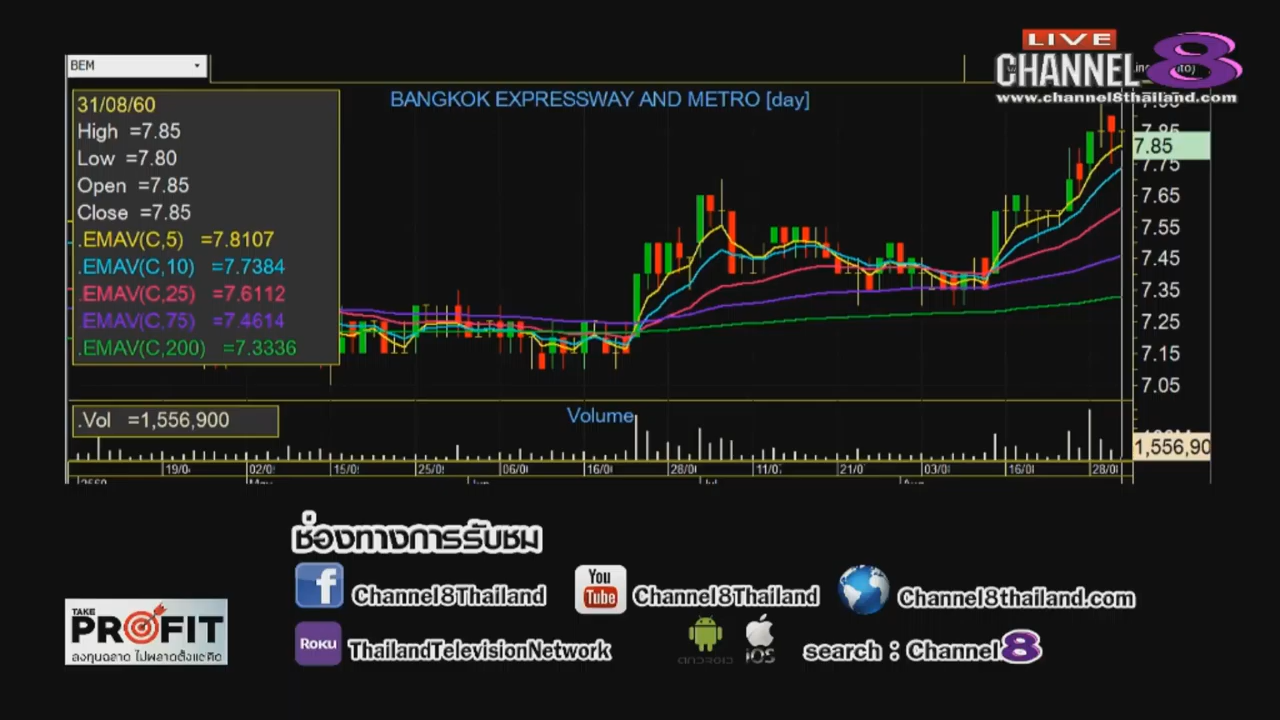 LIVE
CHANNEL 8
www.channel8thailand.com
BEM
BANGKOK EXPRESSWAY AND METRO [day]
31/08/60
High =7.85
Low =7.80
Open =7.85
Close =7.85
.EMAV(C,5) =7.8107
.EMAV(C,10) =7.7384
.EMAV(C,25) =7.6112
.EMAV(C,75) =7.4614
.EMAV(C,200) =7.3336
7.85
7.85
7.75
7.65
7.55
7.45
7.35
7.25
7.15
7.05
.Vol =1,556,900
Volume
1,556,90
19/0 02/0 15/0 25/0 06/0 16/0 28/0 11/0 21/0 03/0 16/0 28/0
ช่องทางการรับชม
f Channel8Thailand
You Tube Channel8Thailand
Channel8thailand.com
TAKE PROFIT
ลงทุนฉลาด ไม่พลาดตั้งแต่คิด
ROKU ThailandTelevisionNetwork
ANDROID iOS
search : Channel8